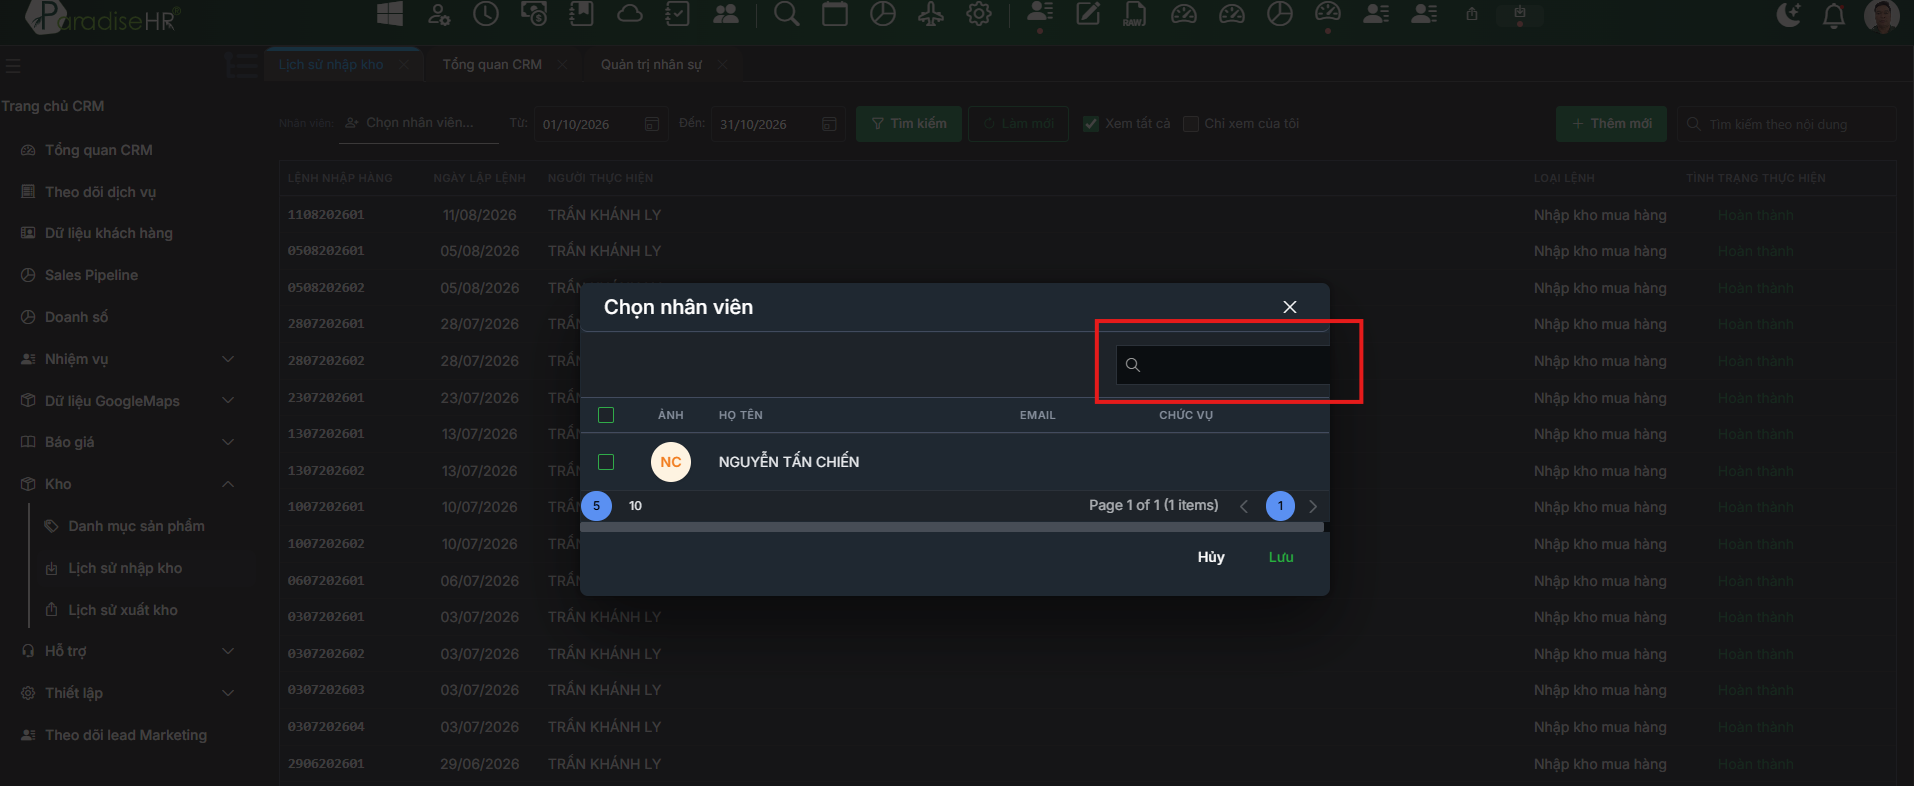 ParadiseHR®
RAW
Lịch sử nhập kho
Tổng quan CRM
Quản trị nhân sự
Trang chủ CRM
Tổng quan CRM
Theo dõi dịch vụ
Dữ liệu khách hàng
Sales Pipeline
Doanh số
Nhiệm vụ
Dữ liệu GoogleMaps
Báo giá
Kho
Danh mục sản phẩm
Lịch sử nhập kho
Lịch sử xuất kho
Hỗ trợ
Thiết lập
Theo dõi lead Marketing
Nhân viên: Chọn nhân viên... Từ: 01/10/2026 Đến: 31/10/2026 Tìm kiếm Làm mới Xem tất cả Chỉ xem của tôi Thêm mới Tìm kiếm theo nội dung
LỆNH NHẬP HÀNG NGÀY LẬP LỆNH NGƯỜI THỰC HIỆN LOẠI LỆNH TÌNH TRẠNG THỰC HIỆN
1108202601 11/08/2026 TRẦN KHÁNH LY Nhập kho mua hàng Hoàn thành
0508202601 05/08/2026 TRẦN KHÁNH LY Nhập kho mua hàng Hoàn thành
0508202602 05/08/2026 Nhập kho mua hàng Hoàn thành
2807202601 28/07/2026 Nhập kho mua hàng Hoàn thành
2807202602 28/07/2026 Nhập kho mua hàng Hoàn thành
2307202601 23/07/2026 Nhập kho mua hàng Hoàn thành
1307202601 13/07/2026 Nhập kho mua hàng Hoàn thành
1307202602 13/07/2026 Nhập kho mua hàng Hoàn thành
1007202601 10/07/2026 Nhập kho mua hàng Hoàn thành
1007202602 10/07/2026 Nhập kho mua hàng Hoàn thành
0607202601 06/07/2026 Nhập kho mua hàng Hoàn thành
0307202601 03/07/2026 TRẦN KHÁNH LY Nhập kho mua hàng Hoàn thành
0307202602 03/07/2026 TRẦN KHÁNH LY Nhập kho mua hàng Hoàn thành
0307202603 03/07/2026 TRẦN KHÁNH LY Nhập kho mua hàng Hoàn thành
0307202604 03/07/2026 TRẦN KHÁNH LY Nhập kho mua hàng Hoàn thành
2906202601 29/06/2026 TRẦN KHÁNH LY Nhập kho mua hàng Hoàn thành
Chọn nhân viên
ẢNH HỌ TÊN EMAIL CHỨC VỤ
NC NGUYỄN TẤN CHIẾN
5 10 Page 1 of 1 (1 items) 1
Hủy Lưu